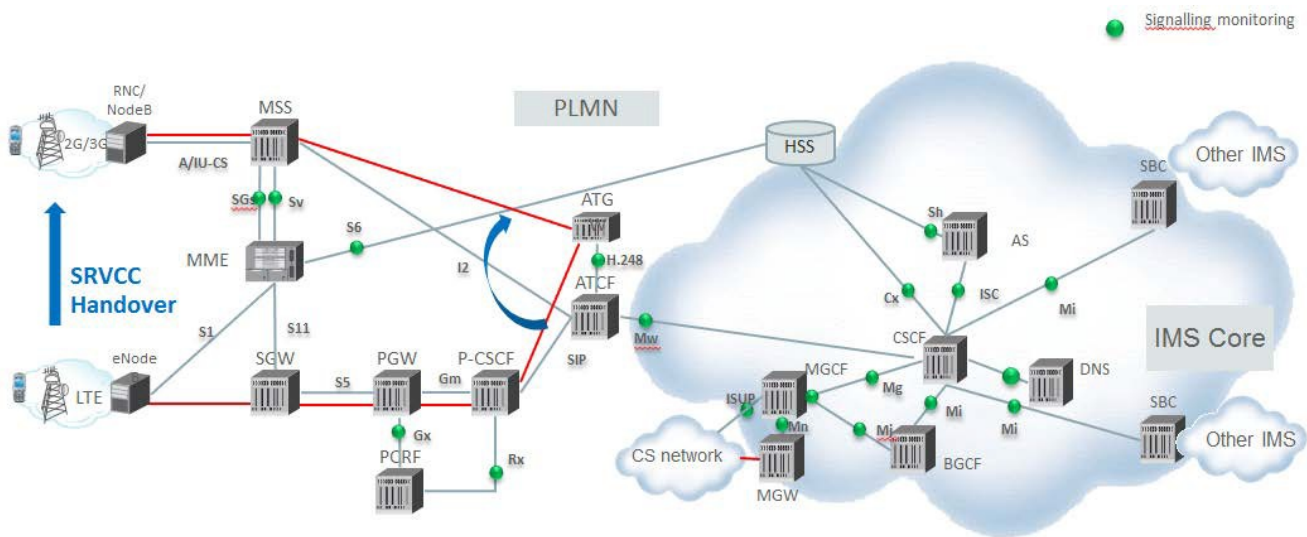 Signalling monitoring
RNC/
NodeB
MSS
PLMN
2G/3G
HSS
Other IMS
SBC
A/IU-CS
SGs
Sv
ATG
W
Sh
S6
AS
MME
H.248
I2
SRVCC
Handover
ATCF
Cx
ISC
Mi
S1
S11
IMS Core
CSCF
Mw
eNode
SGW
PGW
P-CSCF
SIP
LTE
S5
Gm
MGCF
DNS
Mg
ISUP
SBC
Gx
Mn
Mj
Mi
Mi
PCRF
Rx
CS network
BGCF
Other IMS
MGW